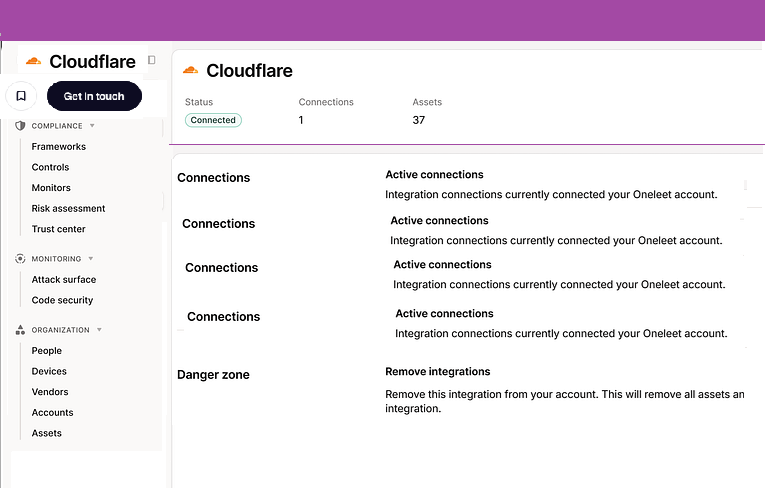 Cloudflare
Get in touch
COMPLIANCE
Frameworks
Controls
Monitors
Risk assessment
Trust center
MONITORING
Attack surface
Code security
ORGANIZATION
People
Devices
Vendors
Accounts
Assets
Cloudflare
Status Connections Assets
Connected 1 37
Connections
Active connections
Integration connections currently connected your Oneleet account.
Connections
Active connections
Integration connections currently connected your Oneleet account.
Connections
Active connections
Integration connections currently connected your Oneleet account.
Connections
Active connections
Integration connections currently connected your Oneleet account.
Danger zone
Remove integrations
Remove this integration from your account. This will remove all assets an
integration.